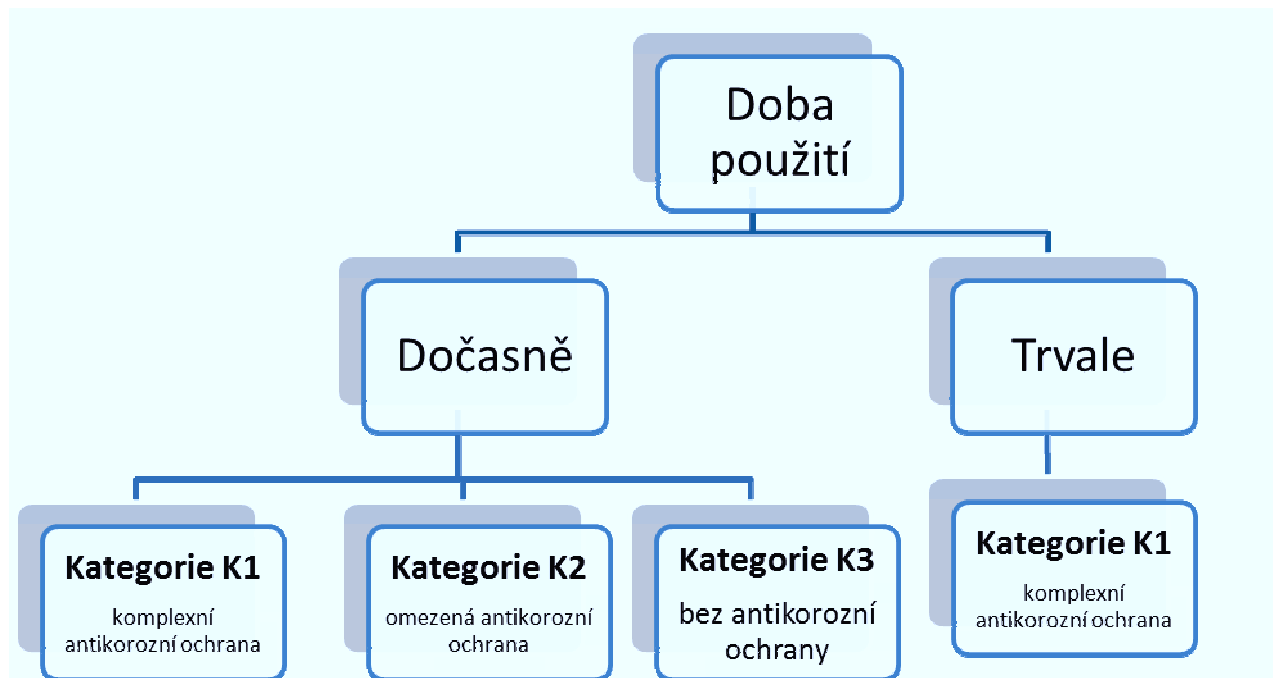 Doba
použití
Dočasně
Trvale
Kategorie K1
komplexní
antikorozní ochrana
Kategorie K2
omezená antikorozní
ochrana
Kategorie K3
bez antikorozní
ochrany
Kategorie K1
komplexní
antikorozní ochrana